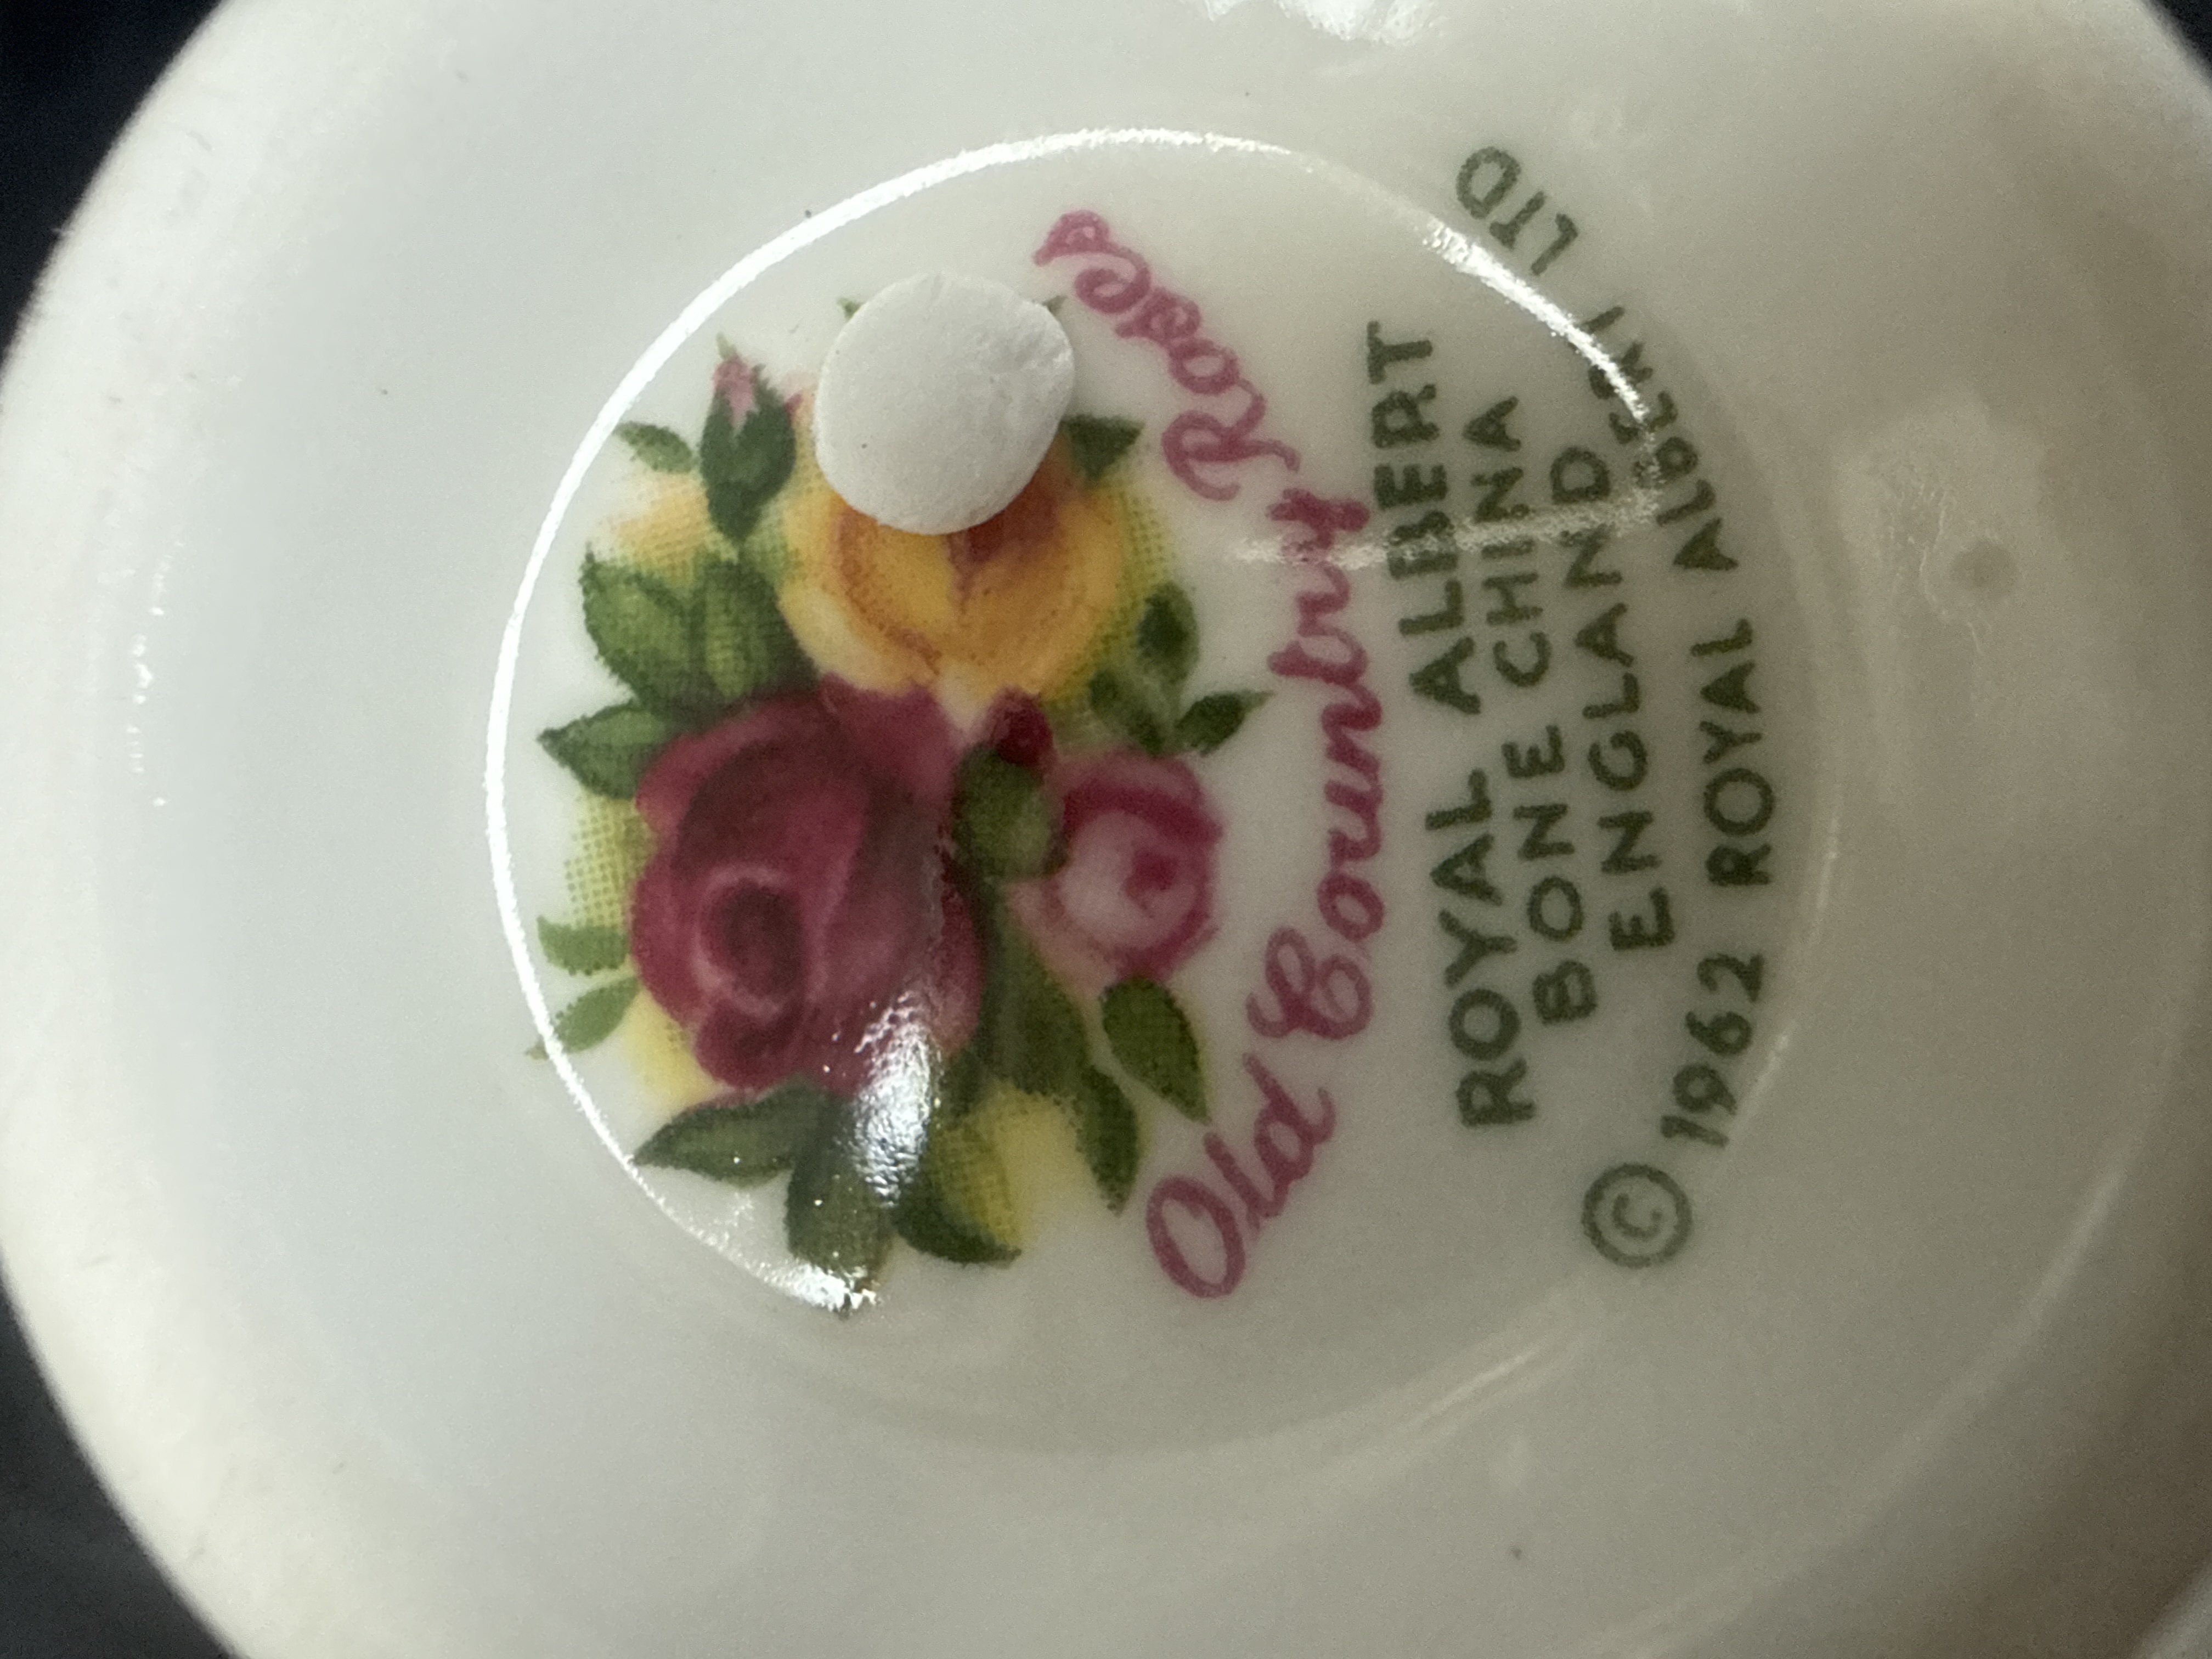 Old Country Roses
ROYAL ALBERT
BONE CHINA
ENGLAND
© 1962 ROYAL ALBERT LTD